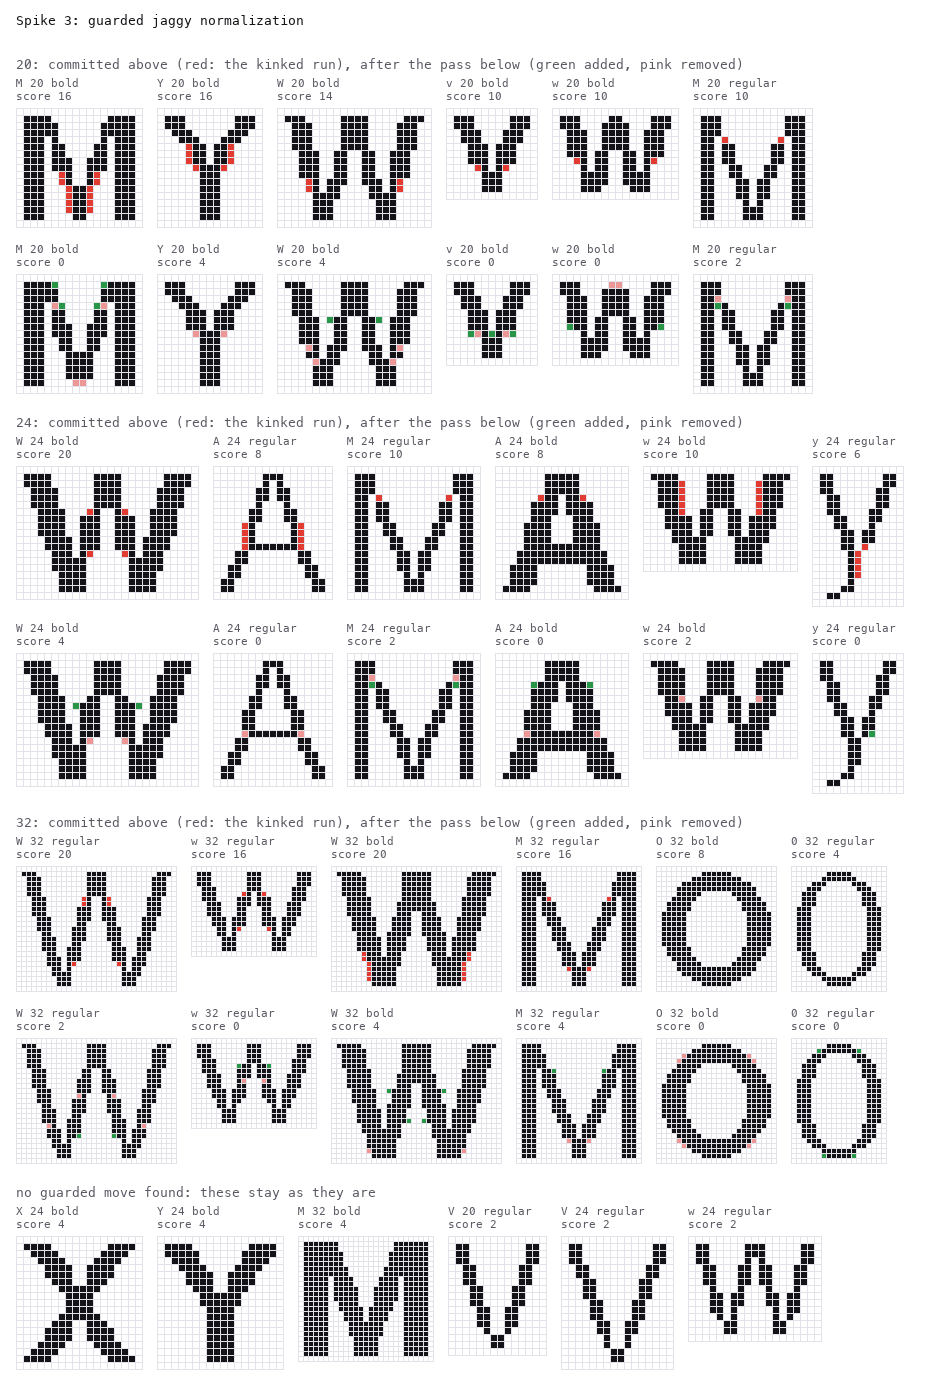 Spike 3: guarded jaggy normalization
20: committed above (red: the kinked run), after the pass below (green added, pink removed)
M 20 bold Y 20 bold W 20 bold v 20 bold w 20 bold M 20 regular
score 16 score 16 score 14 score 10 score 10 score 10
M 20 bold Y 20 bold W 20 bold v 20 bold w 20 bold M 20 regular
score 0 score 4 score 4 score 0 score 0 score 2
24: committed above (red: the kinked run), after the pass below (green added, pink removed)
W 24 bold A 24 regular M 24 regular A 24 bold w 24 bold y 24 regular
score 20 score 8 score 10 score 8 score 10 score 6
W 24 bold A 24 regular M 24 regular A 24 bold w 24 bold y 24 regular
score 4 score 0 score 2 score 0 score 2 score 0
32: committed above (red: the kinked run), after the pass below (green added, pink removed)
W 32 regular w 32 regular W 32 bold M 32 regular O 32 bold O 32 regular
score 20 score 16 score 20 score 16 score 8 score 4
W 32 regular w 32 regular W 32 bold M 32 regular O 32 bold O 32 regular
score 2 score 0 score 4 score 4 score 0 score 0
no guarded move found: these stay as they are
X 24 bold Y 24 bold M 32 bold V 20 regular V 24 regular w 24 regular
score 4 score 4 score 4 score 2 score 2 score 2